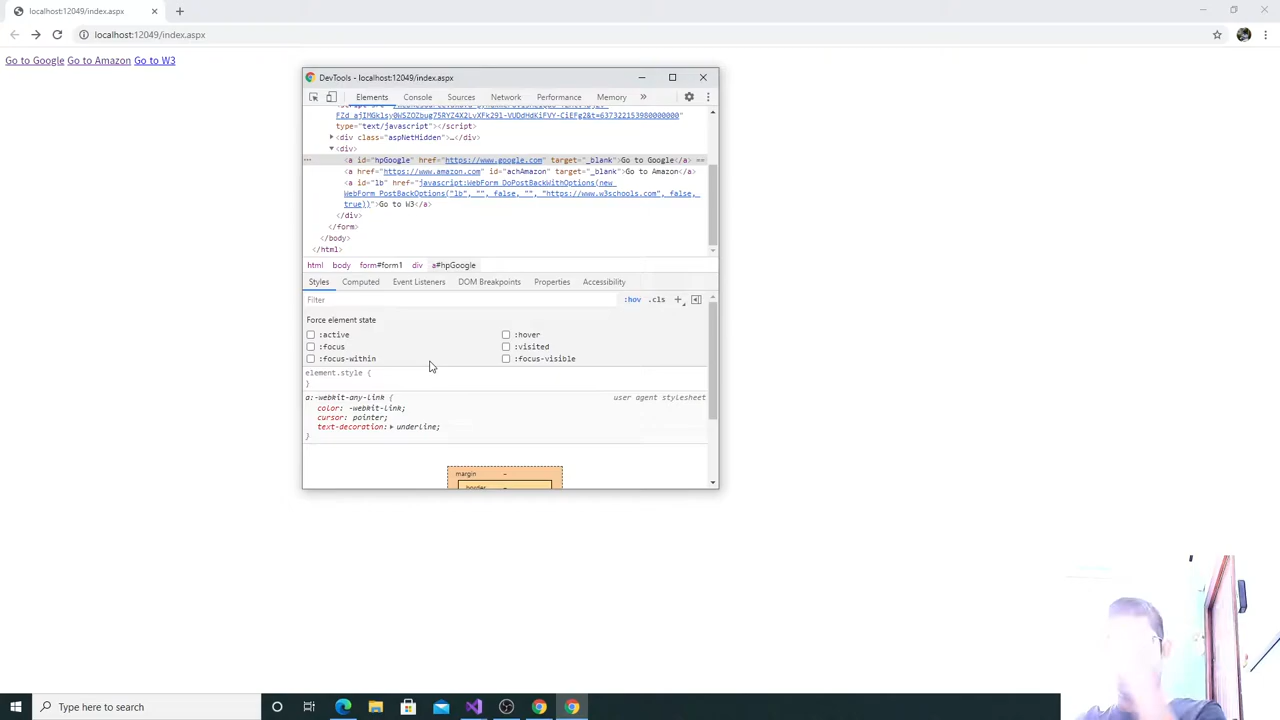 localhost:12049/index.aspx
localhost:12049/index.aspx
Go to Google Go to Amazon Go to W3
DevTools - localhost:12049/index.aspx
Elements Console Sources Network Performance Memory »
type="text/javascript"></script>
<div class="aspNetHidden">…</div>
<div>
<a id="hpGoogle" href="https://www.google.com" target="_blank">Go to Google</a> ==
<a href="https://www.amazon.com" id="achAmazon" target="_blank">Go to Amazon</a>
<a id="lb" href="javascript:WebForm_DoPostBackWithOptions(new
WebForm_PostBackOptions("lb", "", false, "", "https://www.w3schools.com", false,
true))">Go to W3</a>
</div>
</form>
</body>
</html>
html body form#form1 div a#hpGoogle
Styles Computed Event Listeners DOM Breakpoints Properties Accessibility
Filter :hov .cls +
Force element state
:active :hover
:focus :visited
:focus-within :focus-visible
element.style {
}
a:-webkit-any-link { user agent stylesheet
color: -webkit-link;
cursor: pointer;
text-decoration: underline;
}
margin -
border -
Type here to search